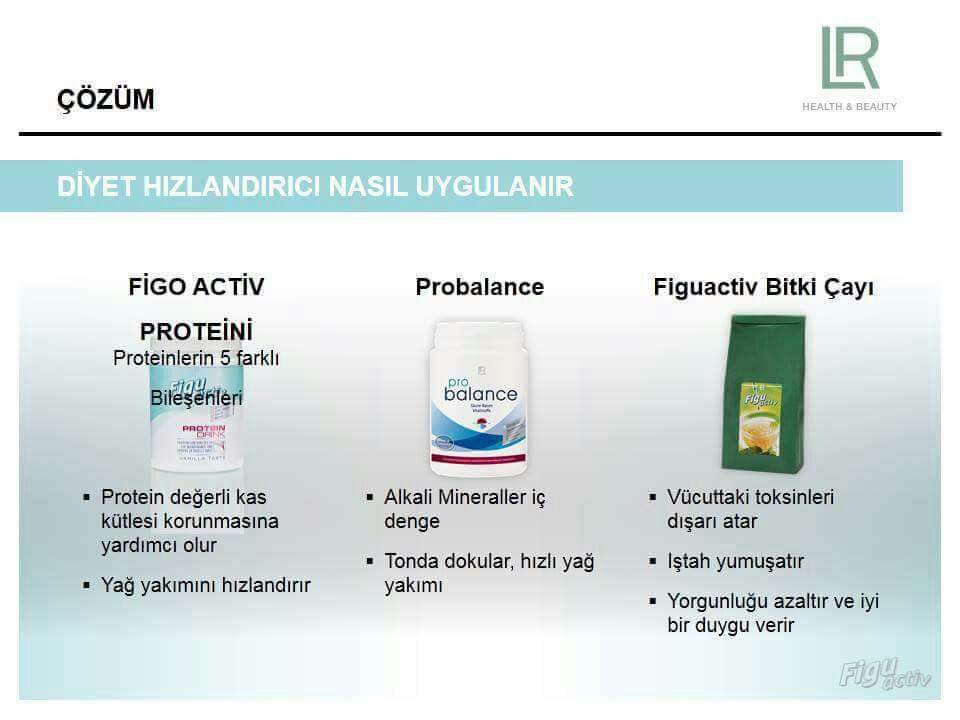 LR
HEALTH & BEAUTY
ÇÖZÜM
DİYET HIZLANDIRICI NASIL UYGULANIR
FİGO ACTİV
PROTEİNİ
Proteinlerin 5 farklı
Bileşenleri
Figu
activ
PROTEIN
DRINK
VANILLA TASTE
▪ Protein değerli kas
kütlesi korunmasına
yardımcı olur
▪ Yağ yakımını hızlandırır
Probalance
LR
pro
balance
▪ Alkali Mineraller iç
denge
▪ Tonda dokular, hızlı yağ
yakımı
Figuactiv Bitki Çayı
Figu
activ
▪ Vücuttaki toksinleri
dışarı atar
▪ Iştah yumuşatır
▪ Yorgunluğu azaltır ve iyi
bir duygu verir
Figu
activ